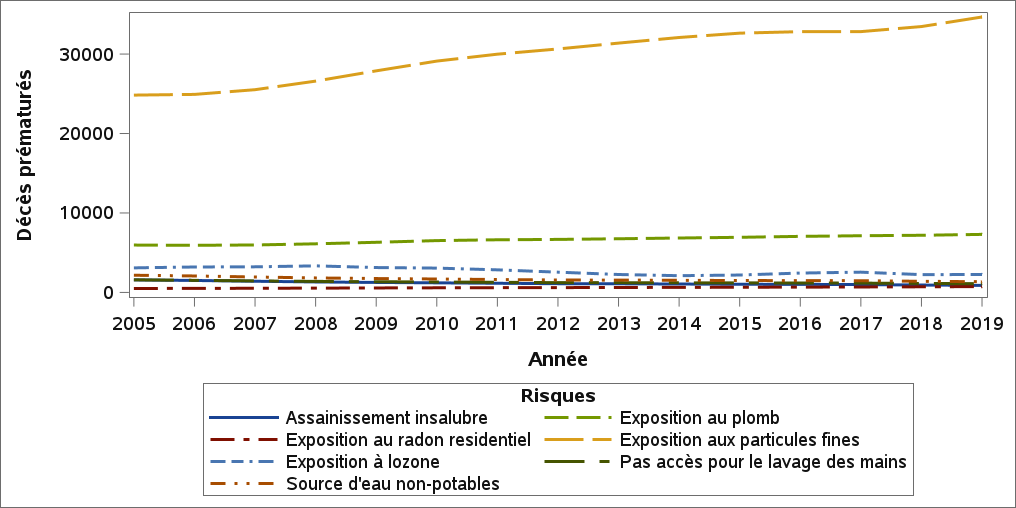 30000
20000
10000
0
Décès prématurés
2005 2006 2007 2008 2009 2010 2011 2012 2013 2014 2015 2016 2017 2018 2019
Année
Risques
Assainissement insalubre
Exposition au plomb
Exposition au radon residentiel
Exposition aux particules fines
Exposition à lozone
Pas accès pour le lavage des mains
Source d'eau non-potables